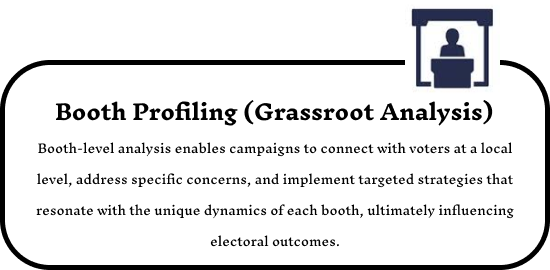 Booth Profiling (Grassroot Analysis)
Booth-level analysis enables campaigns to connect with voters at a local
level, address specific concerns, and implement targeted strategies that
resonate with the unique dynamics of each booth, ultimately influencing
electoral outcomes.